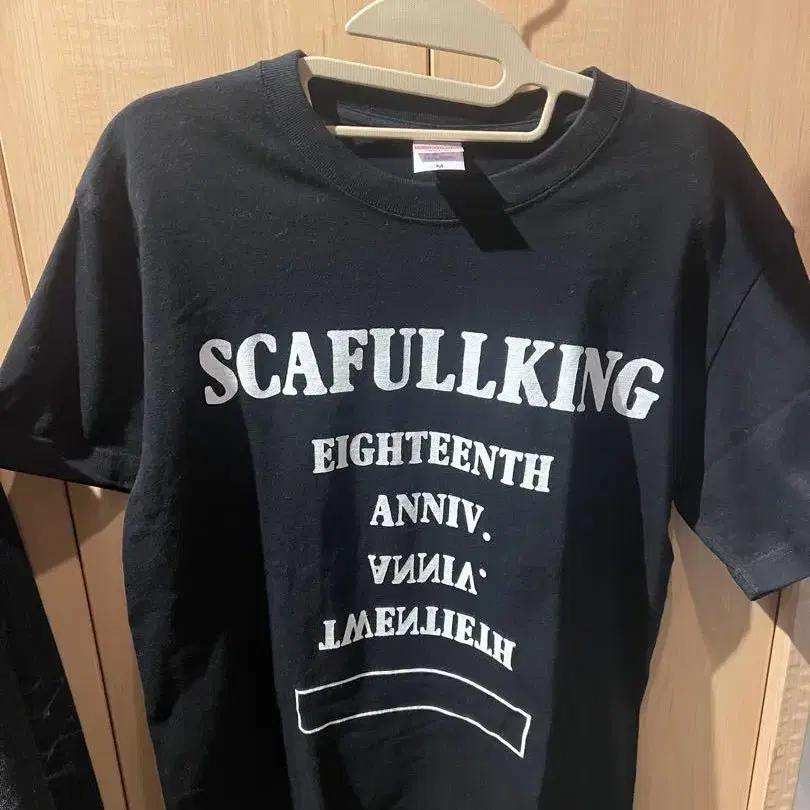 SCAFULLKING
EIGHTEENTH
ANNIV.
ANNIV.
TWENTIETH
M